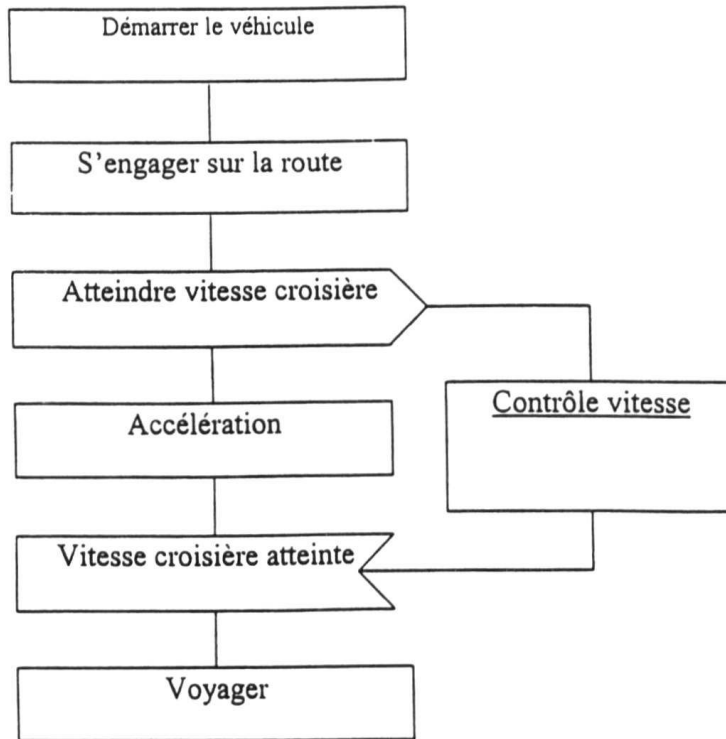 Démarrer le véhicule
S'engager sur la route
Atteindre vitesse croisière
Contrôle vitesse
Accélération
Vitesse croisière atteinte
Voyager